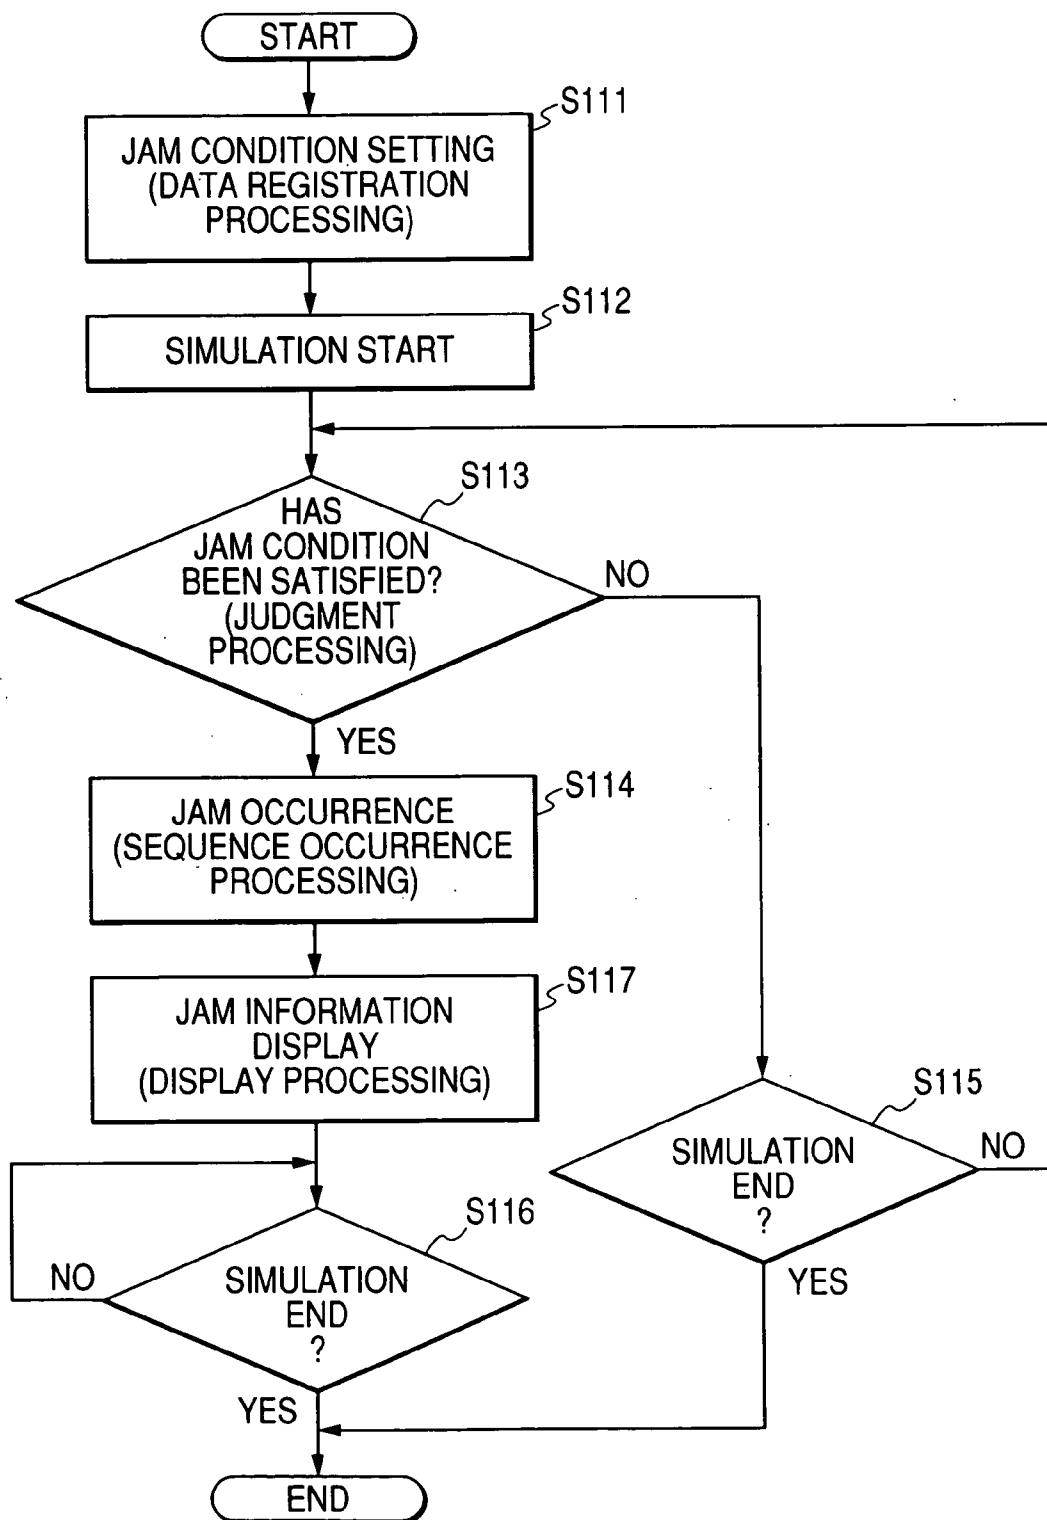 START
S111
JAM CONDITION SETTING
(DATA REGISTRATION
PROCESSING)
S112
SIMULATION START
S113
HAS
JAM CONDITION
BEEN SATISFIED?
(JUDGMENT
PROCESSING)
NO
YES
S114
JAM OCCURRENCE
(SEQUENCE OCCURRENCE
PROCESSING)
S117
JAM INFORMATION
DISPLAY
(DISPLAY PROCESSING)
S115
SIMULATION
END
?
NO
YES
S116
SIMULATION
END
?
NO
YES
END